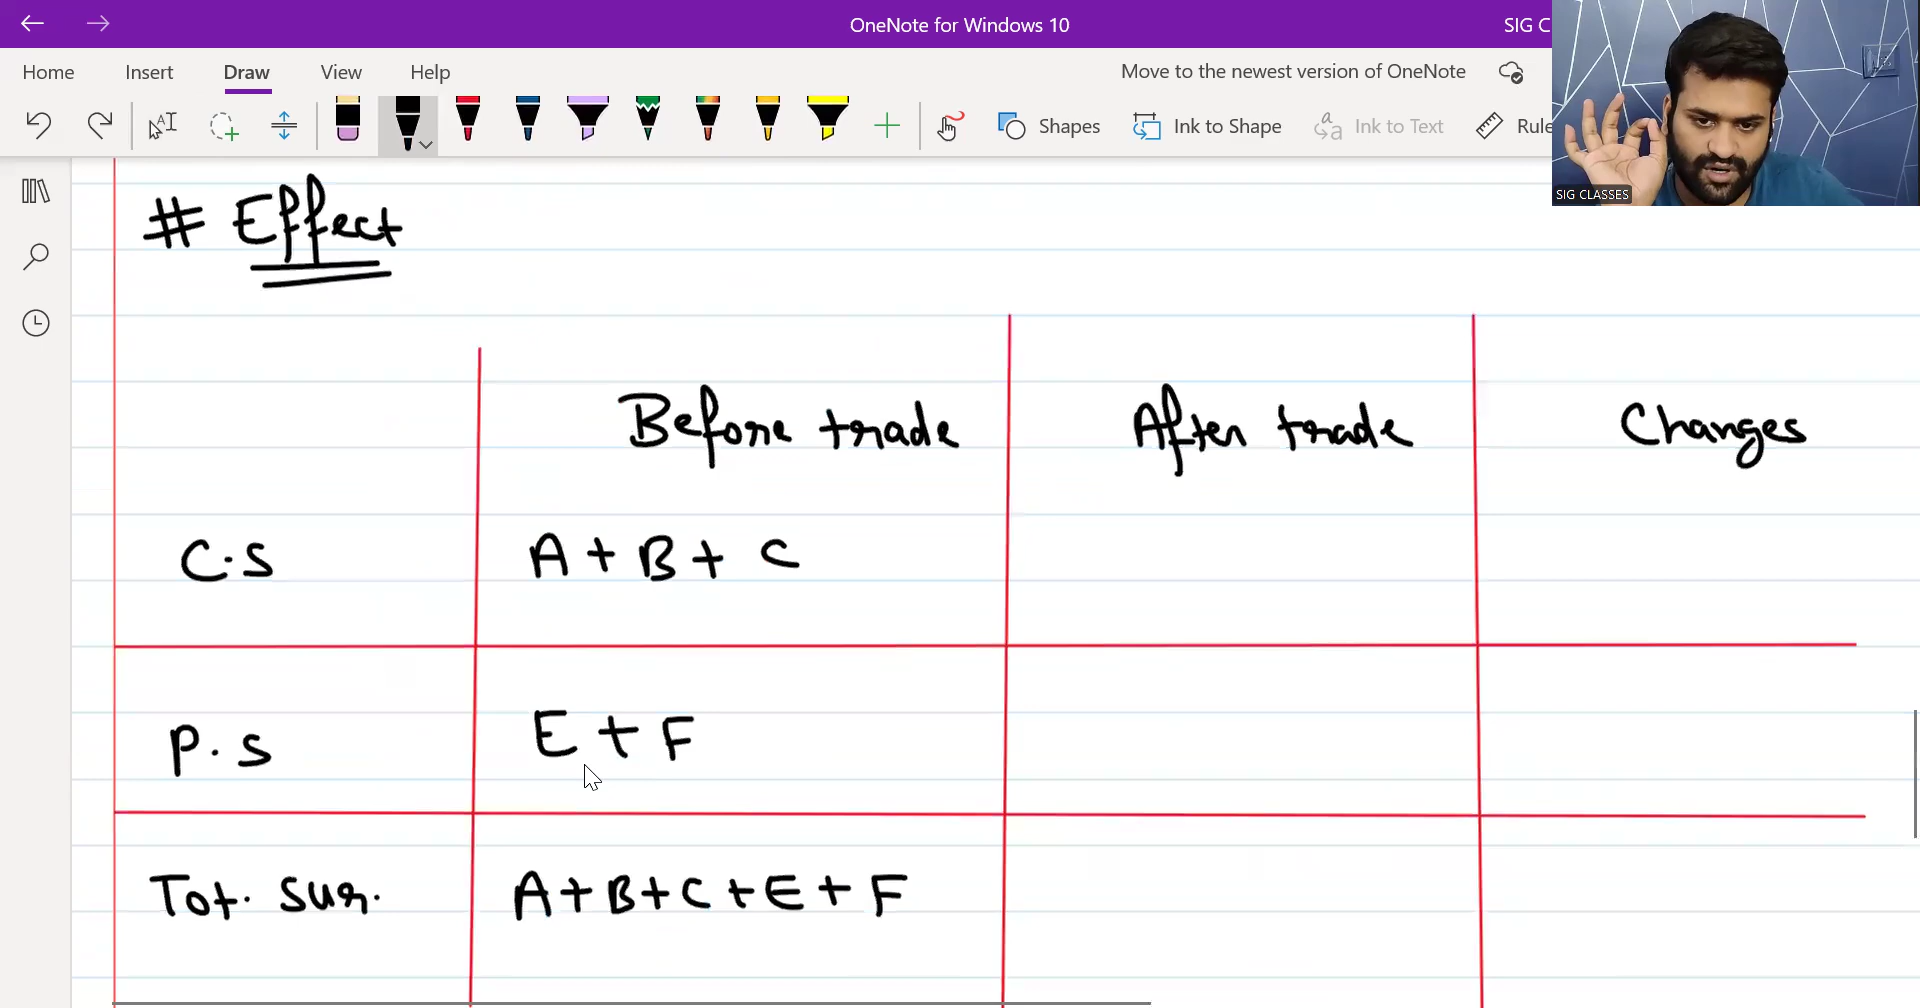 OneNote for Windows 10
SIG C
Home Insert Draw View Help
Move to the newest version of OneNote
Shapes Ink to Shape Ink to Text Rule
SIG CLASSES
# Effect
Before trade After trade Changes
C.S A + B + C
P.S E + F
Tot. sur. A+B+C+E+F